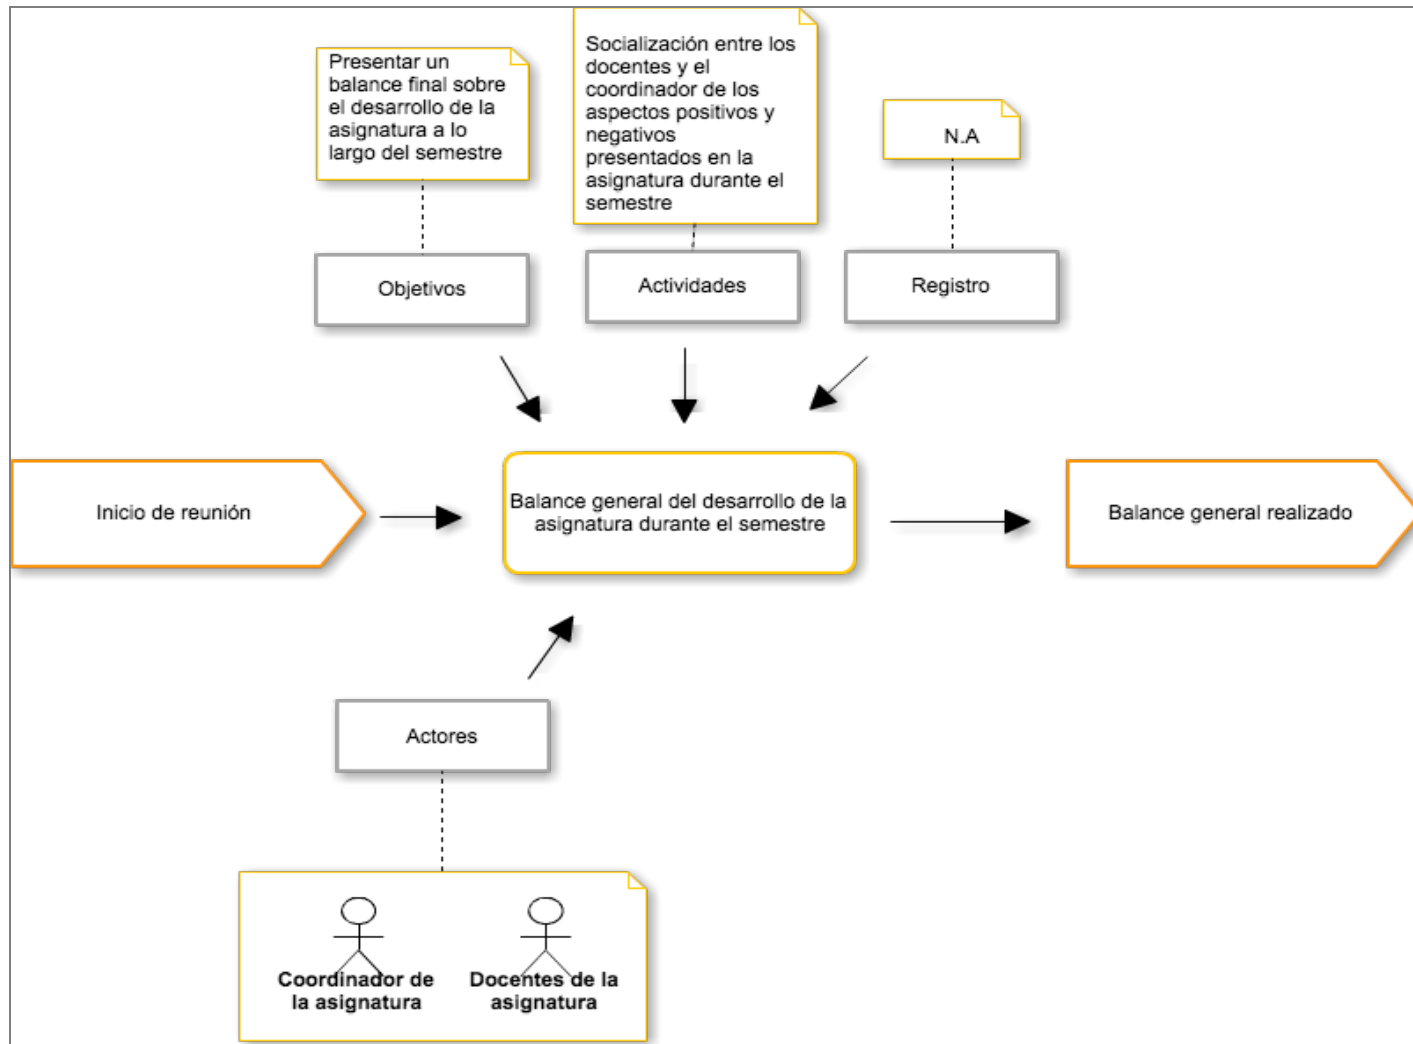 Presentar un
balance final sobre
el desarrollo de la
asignatura a lo
largo del semestre
Socialización entre los
docentes y el
coordinador de los
aspectos positivos y
negativos
presentados en la
asignatura durante el
semestre
N.A
Objetivos
Actividades
Registro
Inicio de reunión
Balance general del desarrollo de la
asignatura durante el semestre
Balance general realizado
Actores
Coordinador de
la asignatura
Docentes de la
asignatura